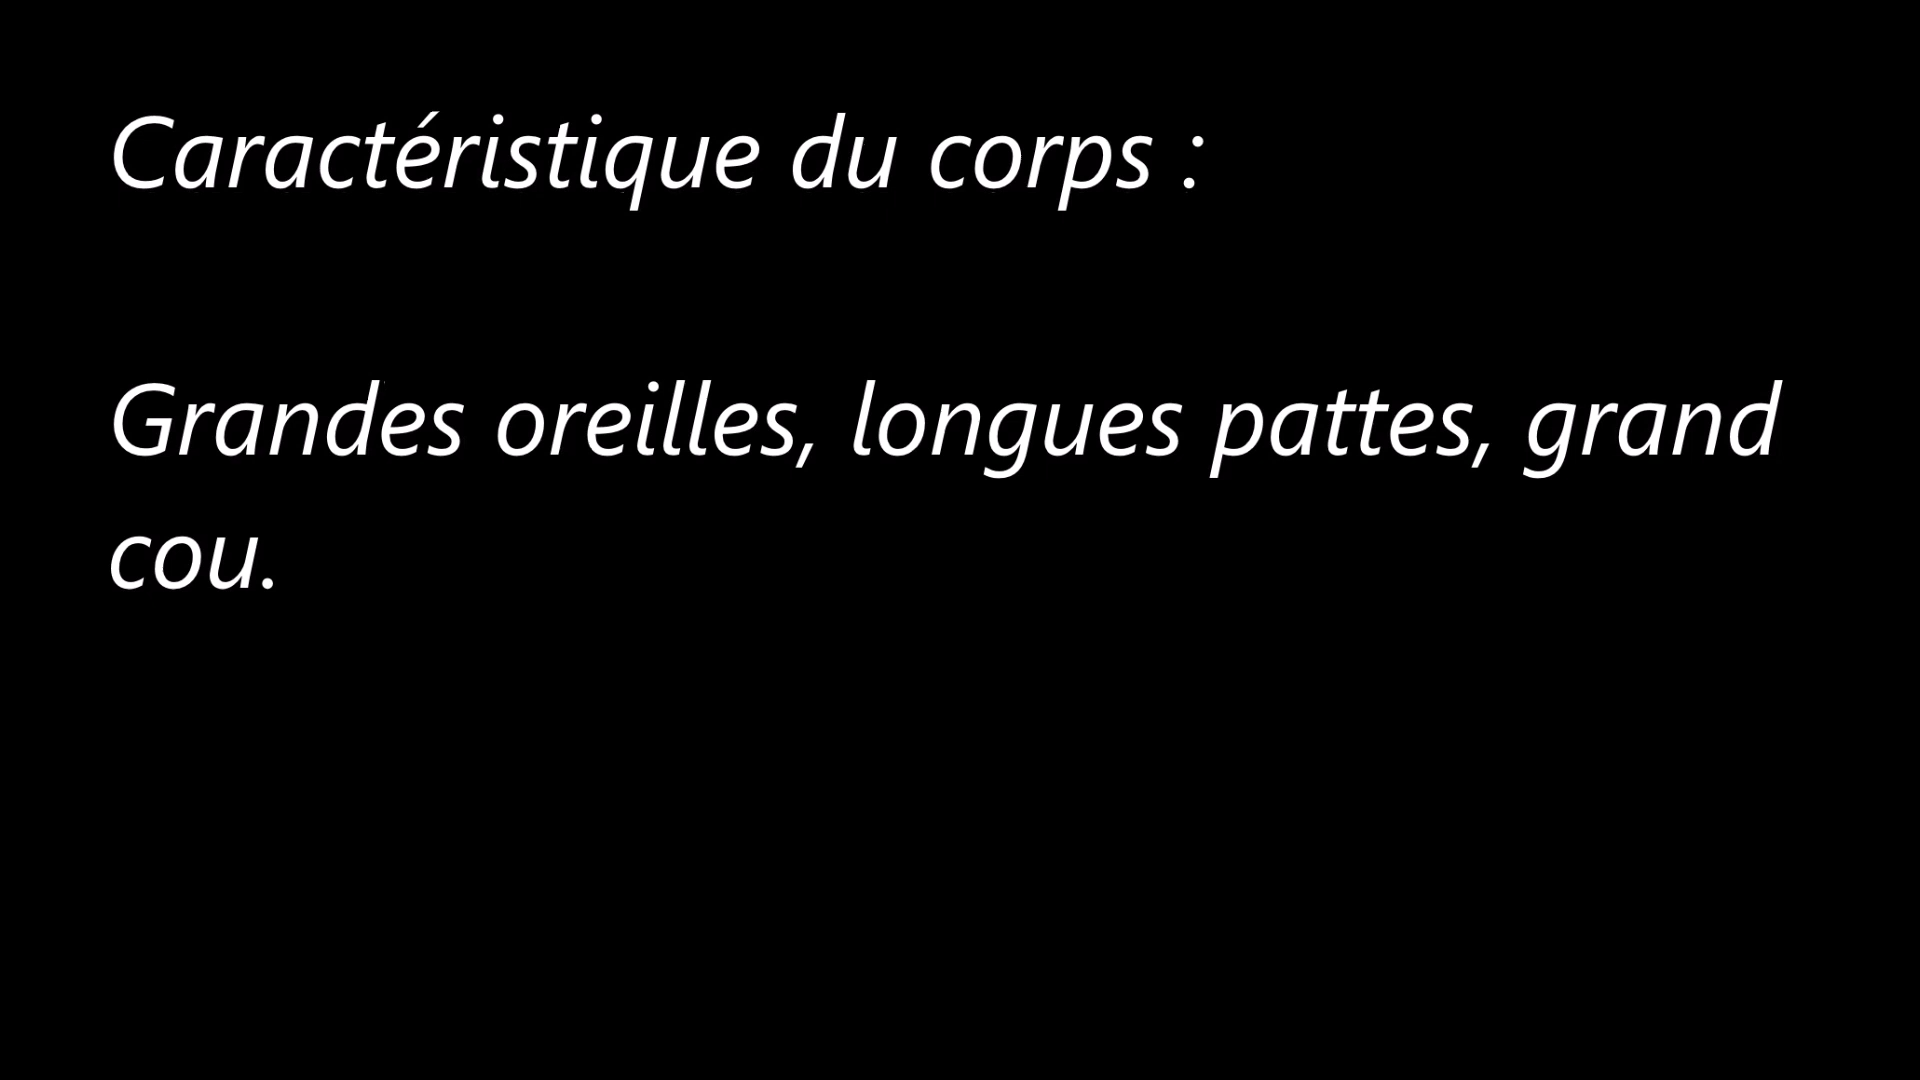 Caractéristique du corps :
Grandes oreilles, longues pattes, grand
cou.